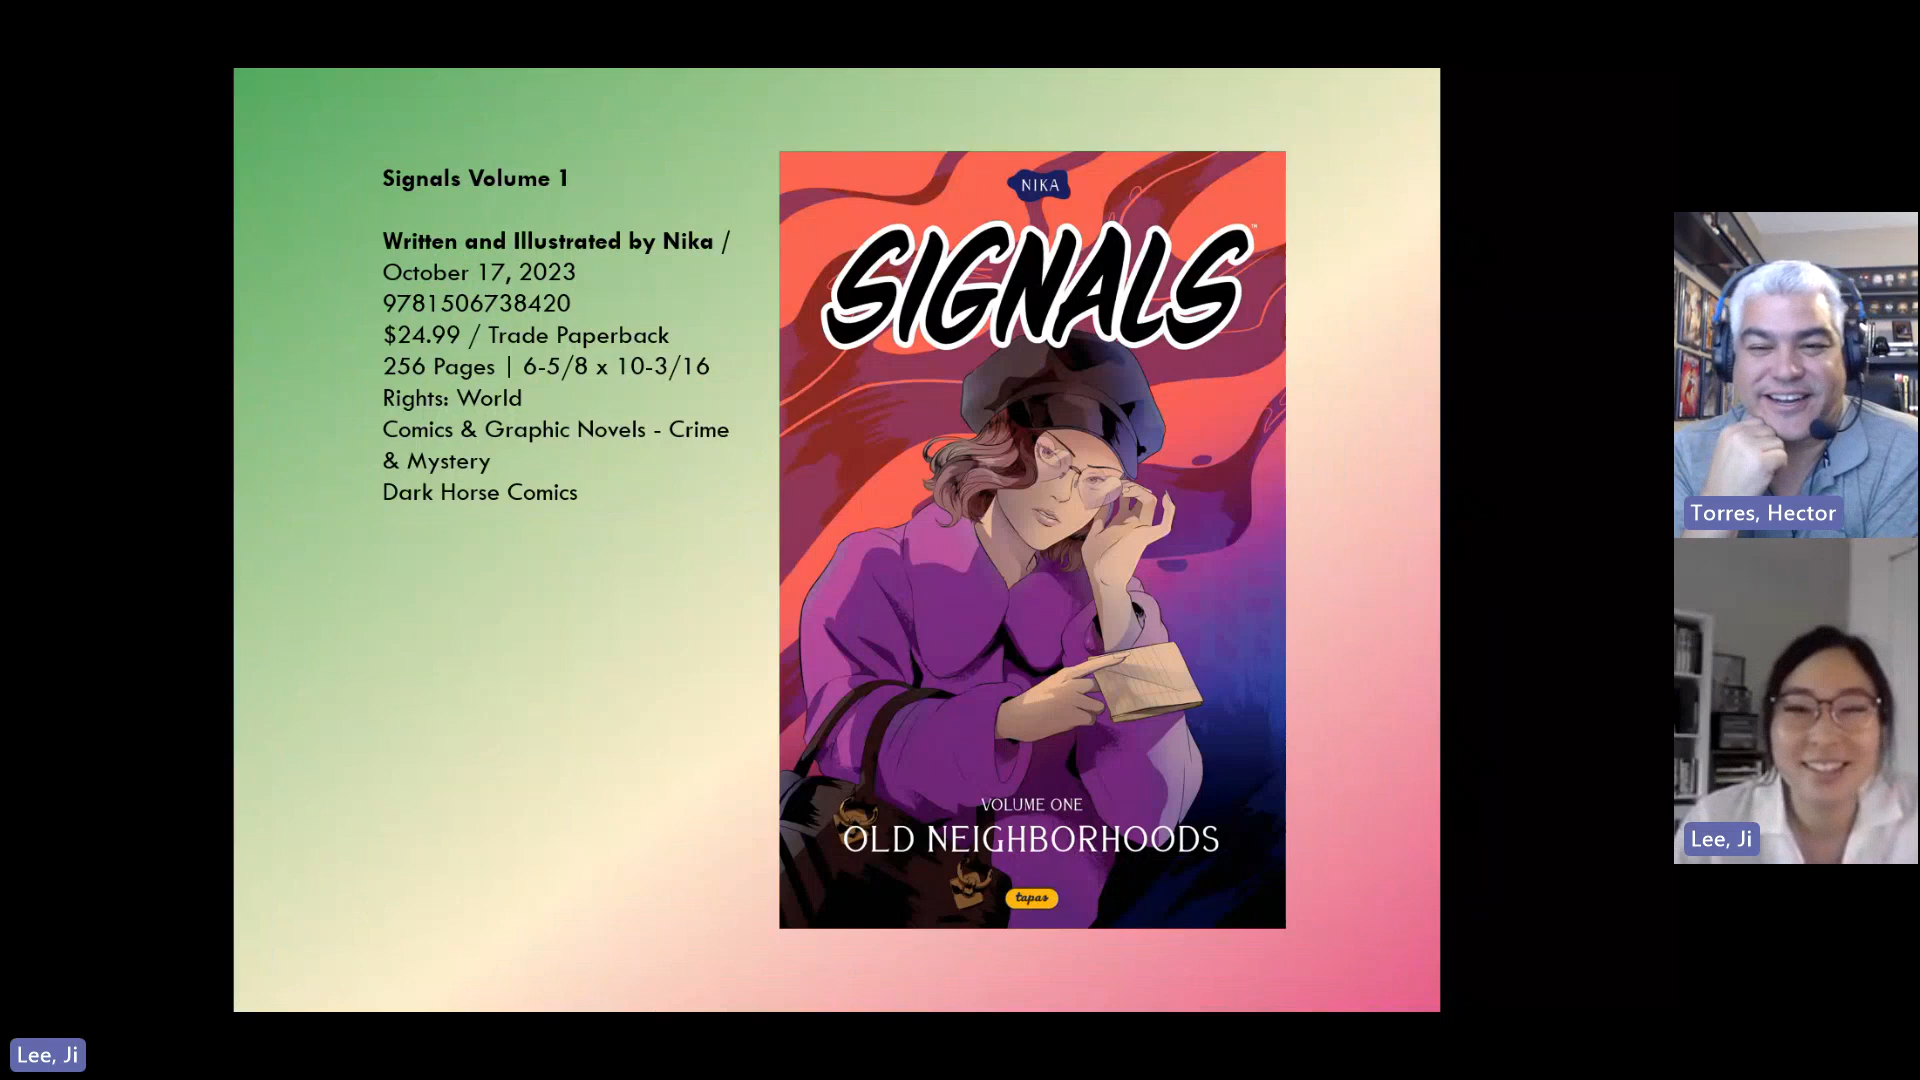 Signals Volume 1
Written and Illustrated by Nika /
October 17, 2023
9781506738420
$24.99 / Trade Paperback
256 Pages | 6-5/8 x 10-3/16
Rights: World
Comics & Graphic Novels - Crime
& Mystery
Dark Horse Comics
NIKA
SIGNALS™
VOLUME ONE
OLD NEIGHBORHOODS
tapas
Torres, Hector
Lee, Ji
Lee, Ji